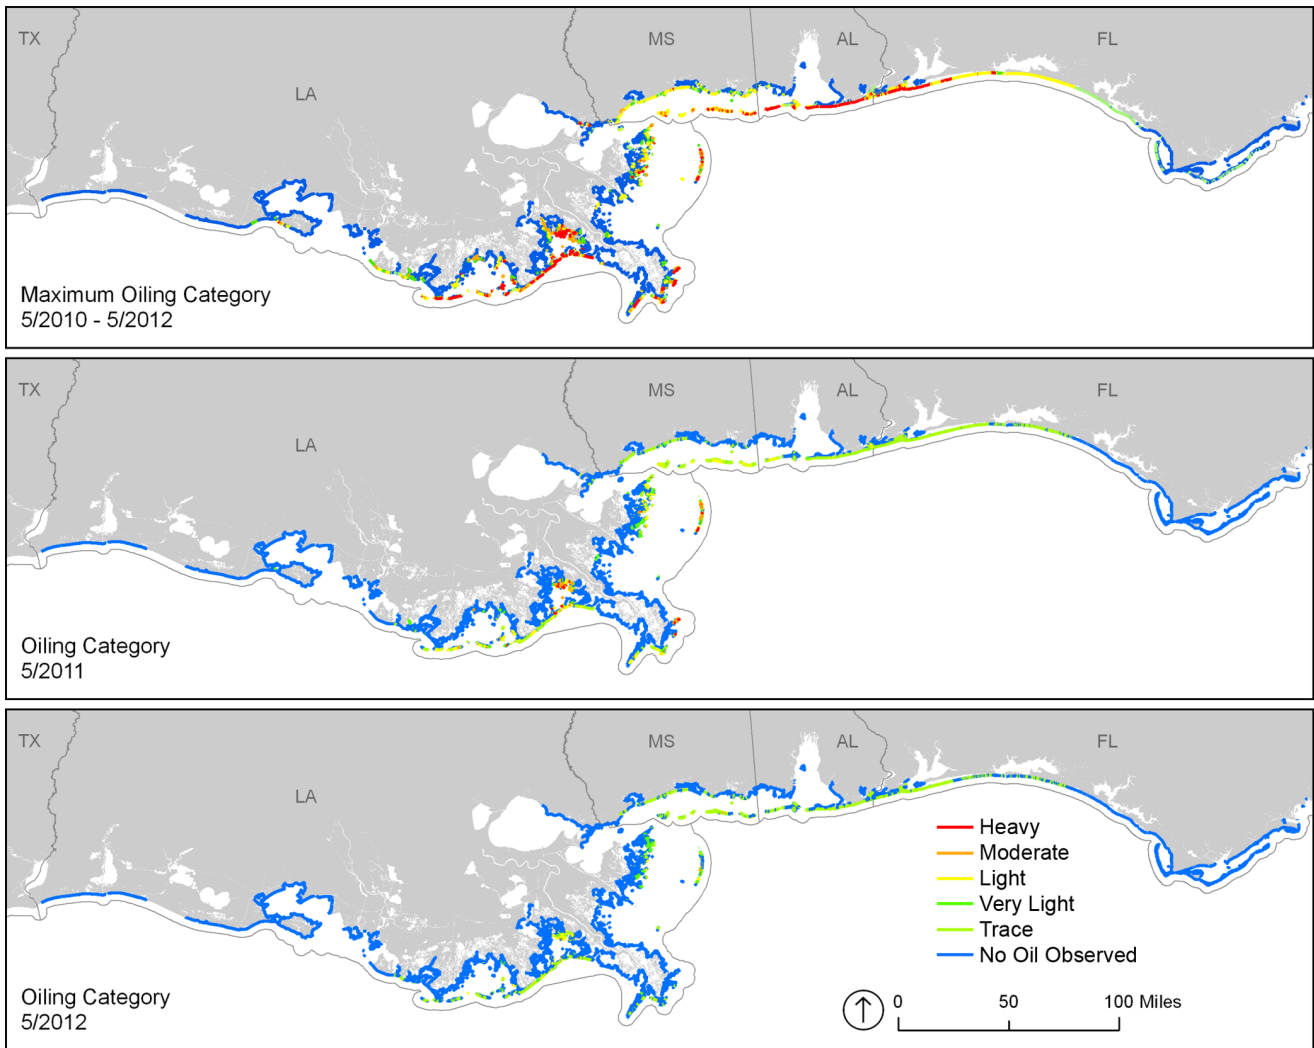 TX
LA
MS
AL
FL
Maximum Oiling Category
5/2010 - 5/2012
TX
LA
MS
AL
FL
Oiling Category
5/2011
TX
LA
MS
AL
FL
Oiling Category
5/2012
Heavy
Moderate
Light
Very Light
Trace
No Oil Observed
0 50 100 Miles